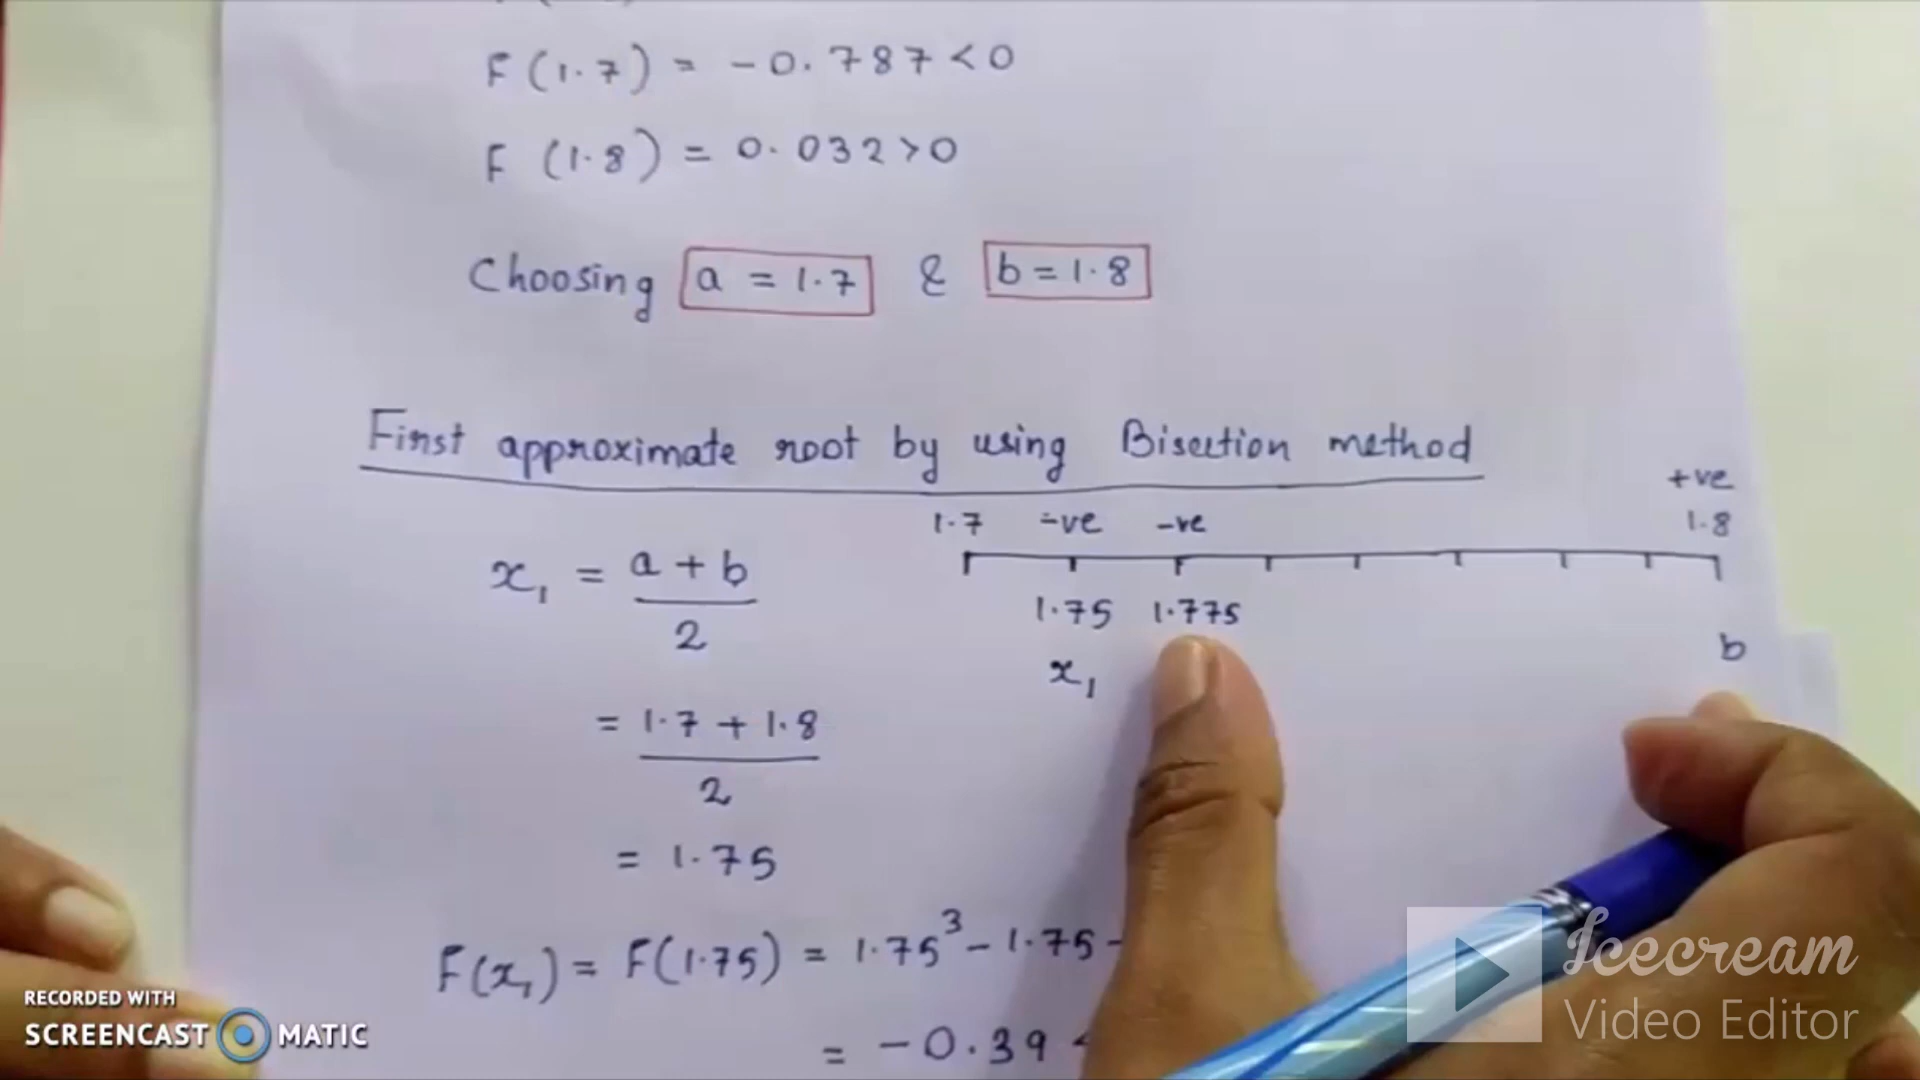 F(1.7) = -0.787 < 0
F (1.8) = 0.032 > 0
Choosing a = 1.7 & b = 1.8
First approximate root by using Bisection method
+ve
1.7 -ve -ve 1.8
x₁ = a + b
2
1.75 1.775
b
x₁
= 1.7 + 1.8
2
= 1.75
F(x₁) = F(1.75) = 1.75³ - 1.75 -
= -0.39 <
RECORDED WITH
SCREENCAST MATIC
Icecream
Video Editor